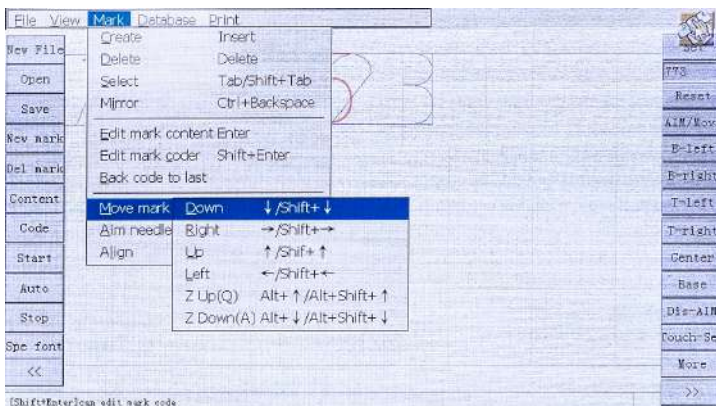 File View Mark Database Print
Create Insert
Delete Delete
Select Tab/Shift+Tab
Mirror Ctrl+Backspace
Edit mark content Enter
Edit mark coder Shift+Enter
Back code to last
Move mark
Aim needle
Align
Down ↓/Shift+↓
Right →/Shift+→
Up ↑/Shif+↑
Left ←/Shift+←
Z Up(Q) Alt+↑/Alt+Shift+↑
Z Down(A) Alt+↓/Alt+Shift+↓
New File
Open
Save
New mark
Del mark
Content
Code
Start
Auto
Stop
Spe font
<<
Set
773
Reset
AIM/Mov
B-left
B-right
T-left
T-right
Center
Base
Dis-AIM
Touch-Se
More
>>
[Shift+Enter]can edit mark code